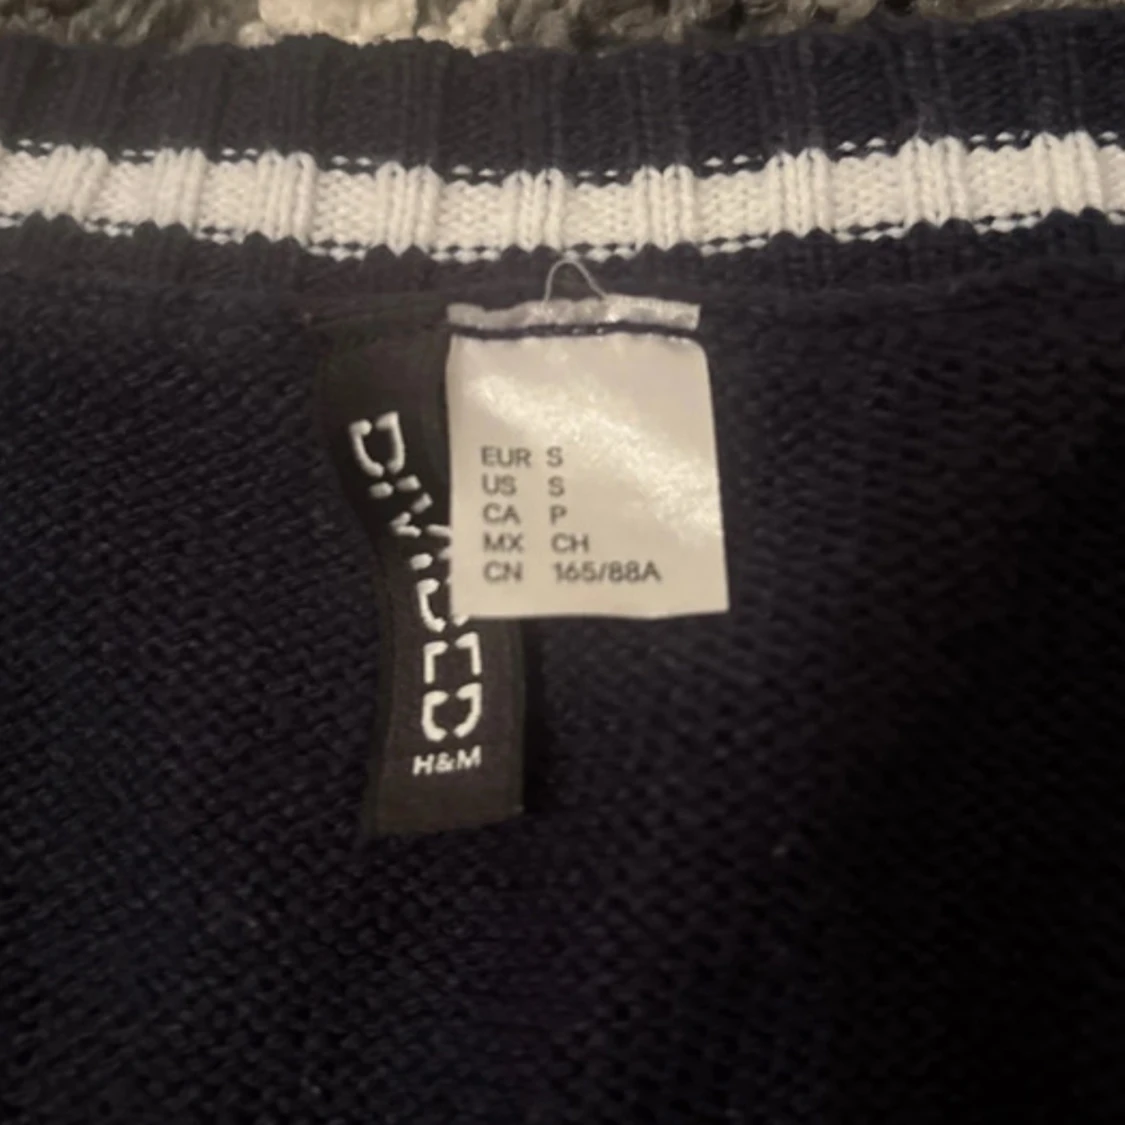 DIVIDED
H&M
EUR S
US S
CA P
MX CH
CN 165/88A